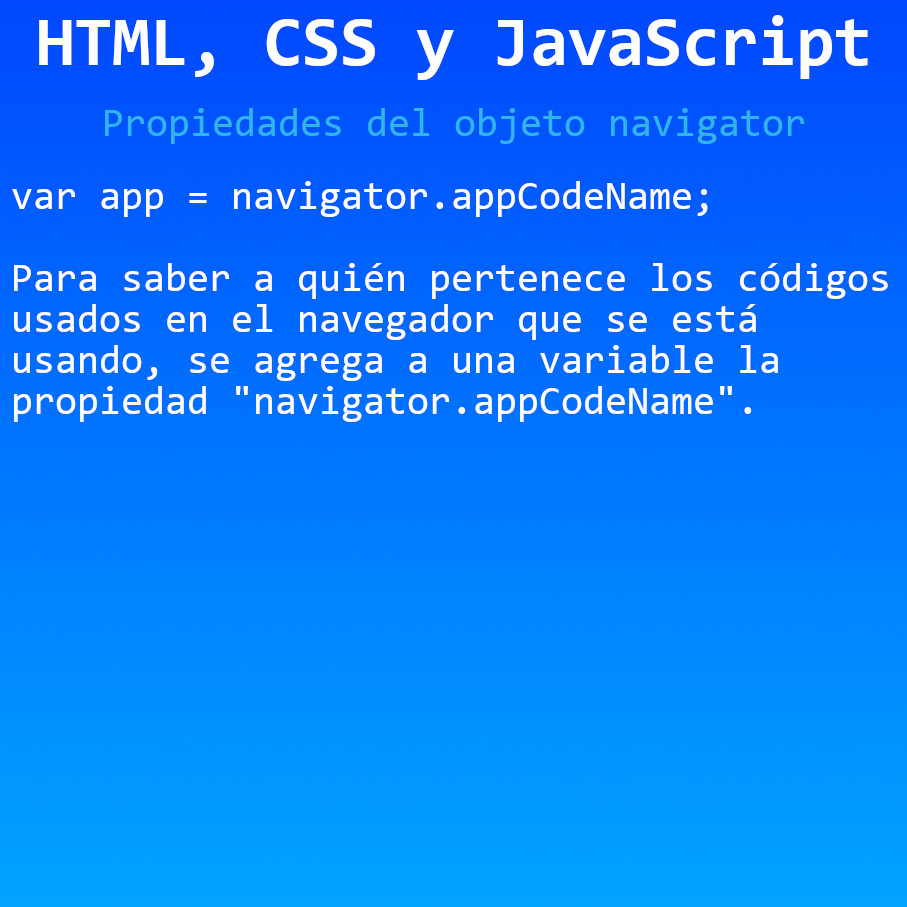 HTML, CSS y JavaScript
Propiedades del objeto navigator
var app = navigator.appCodeName;
Para saber a quién pertenece los códigos
usados en el navegador que se está
usando, se agrega a una variable la
propiedad "navigator.appCodeName".